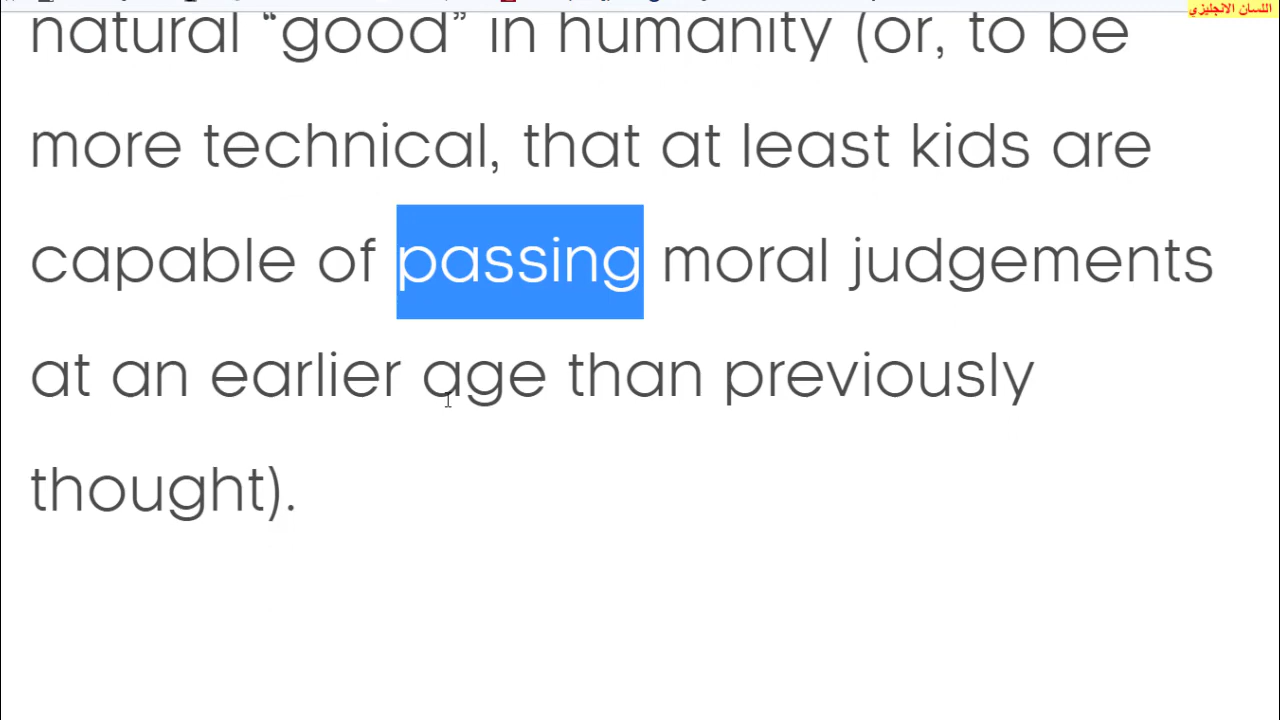 اللسان الانجليزي
natural “good” in humanity (or, to be
more technical, that at least kids are
capable of passing moral judgements
at an earlier age than previously
thought).